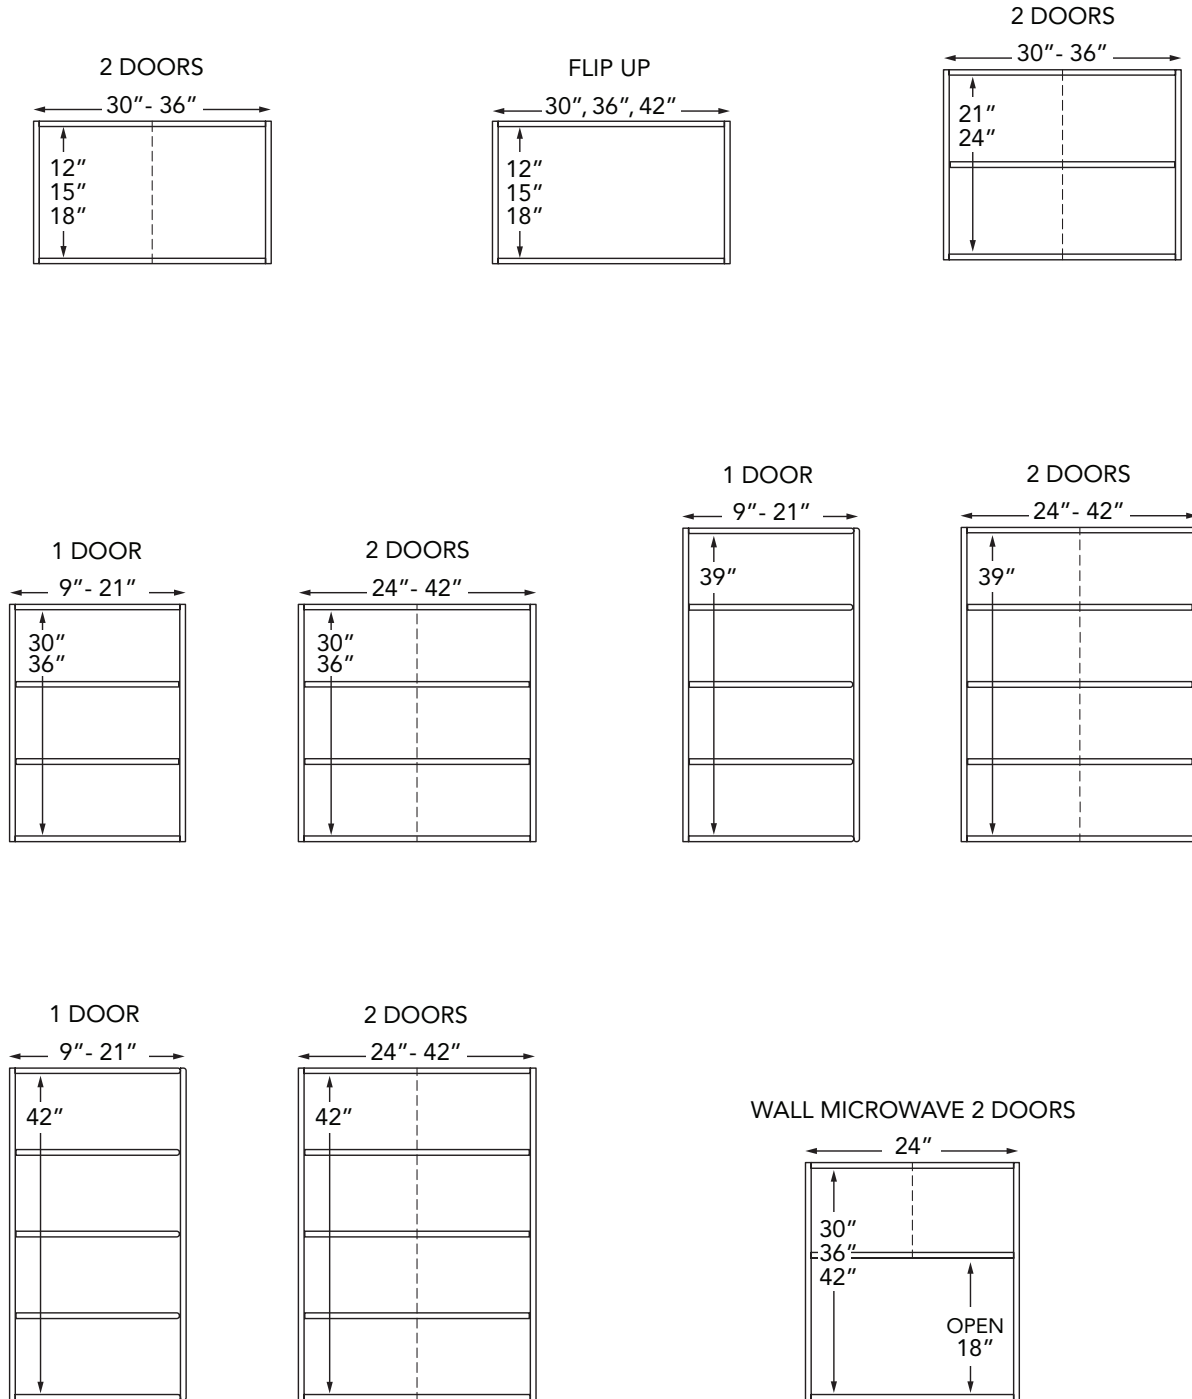 2 DOORS
30"- 36"
12"
15"
18"
FLIP UP
30", 36", 42"
12"
15"
18"
2 DOORS
30"- 36"
21"
24"
1 DOOR
9"- 21"
30"
36"
2 DOORS
24"- 42"
30"
36"
1 DOOR
9"- 21"
39"
2 DOORS
24"- 42"
39"
1 DOOR
9"- 21"
42"
2 DOORS
24"- 42"
42"
WALL MICROWAVE 2 DOORS
24"
30"
36"
42"
OPEN
18"